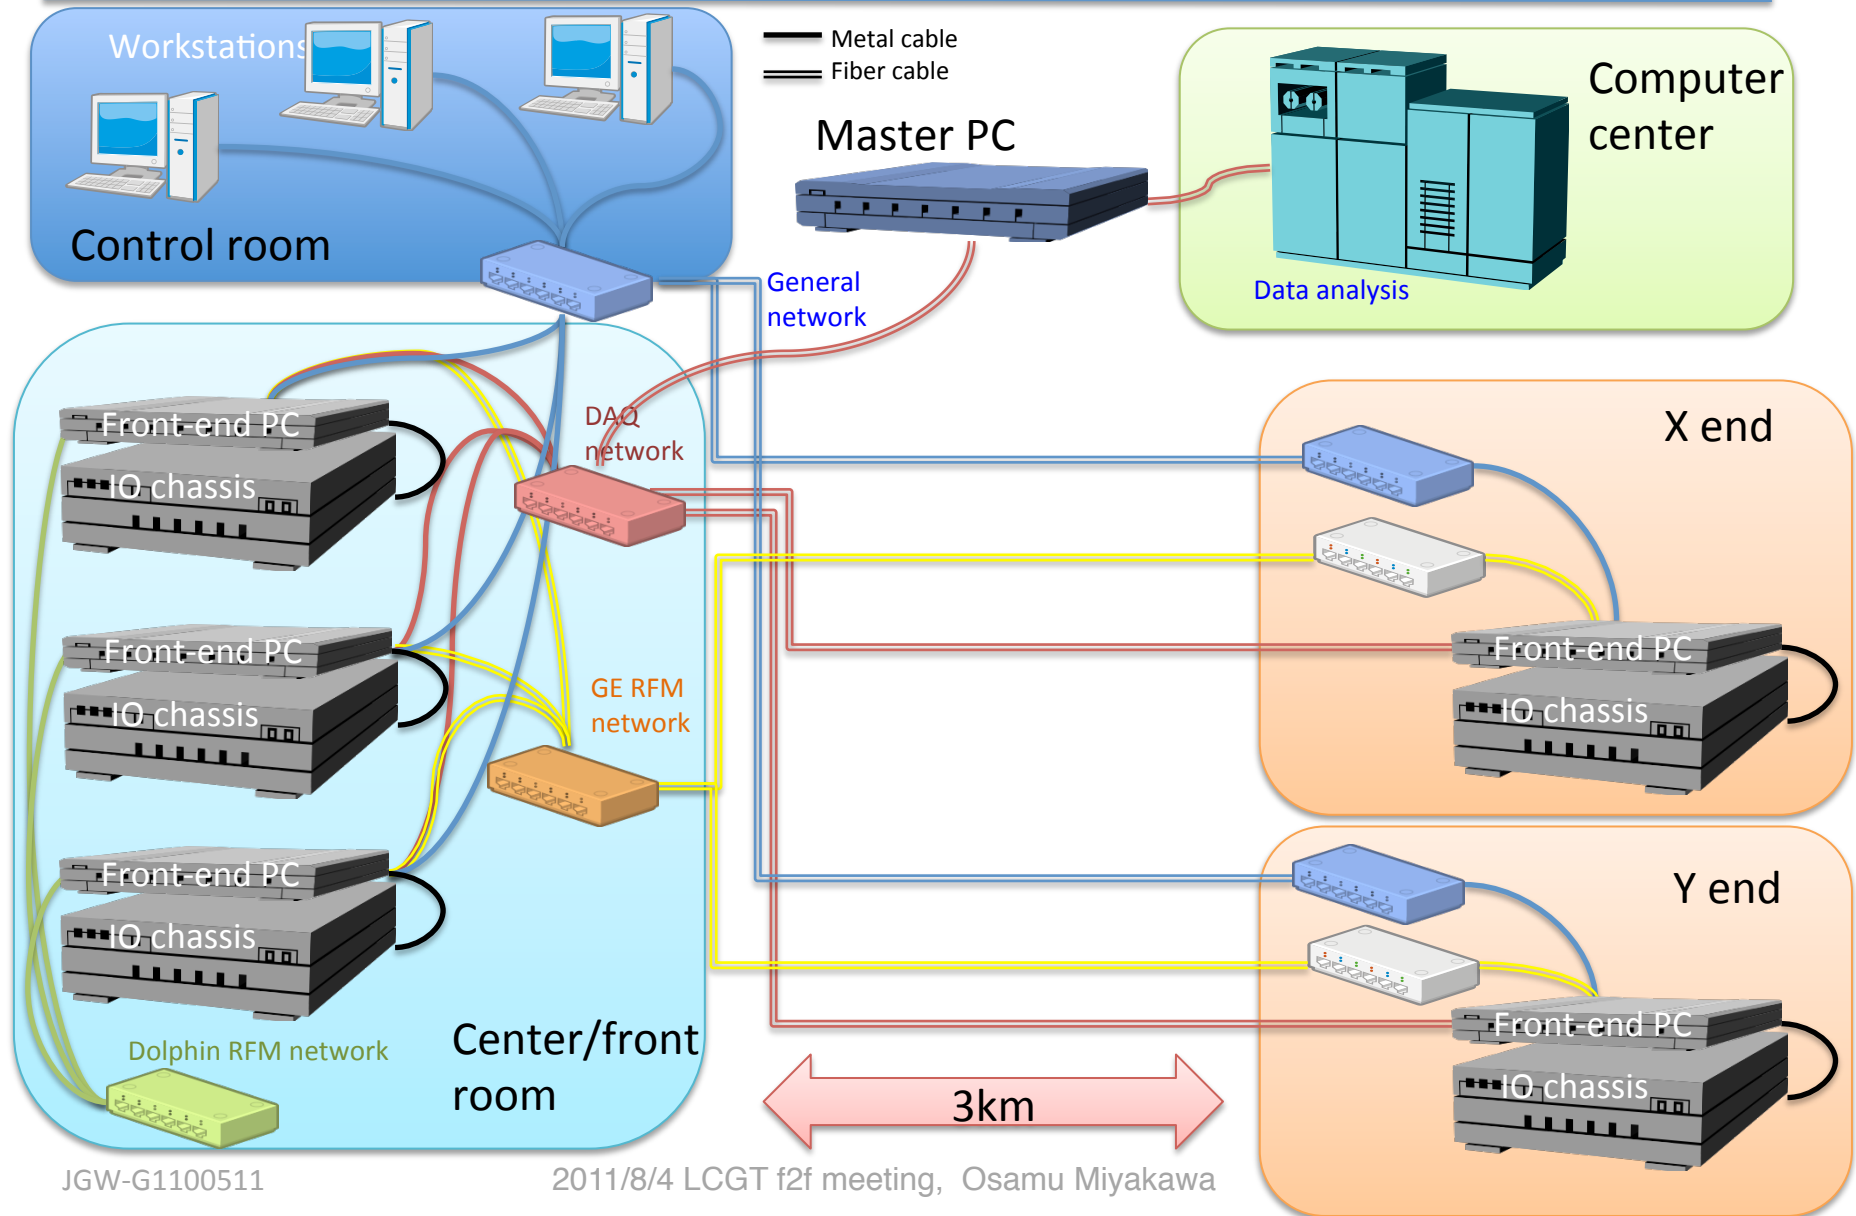 Workstations
Control room
Metal cable
Fiber cable
Master PC
Computer
center
Data analysis
General
network
Front-end PC
IO chassis
DAQ
network
Front-end PC
IO chassis
GE RFM
network
Front-end PC
IO chassis
Dolphin RFM network
Center/front
room
X end
Front-end PC
IO chassis
Y end
Front-end PC
IO chassis
3km
JGW-G1100511
2011/8/4 LCGT f2f meeting, Osamu Miyakawa